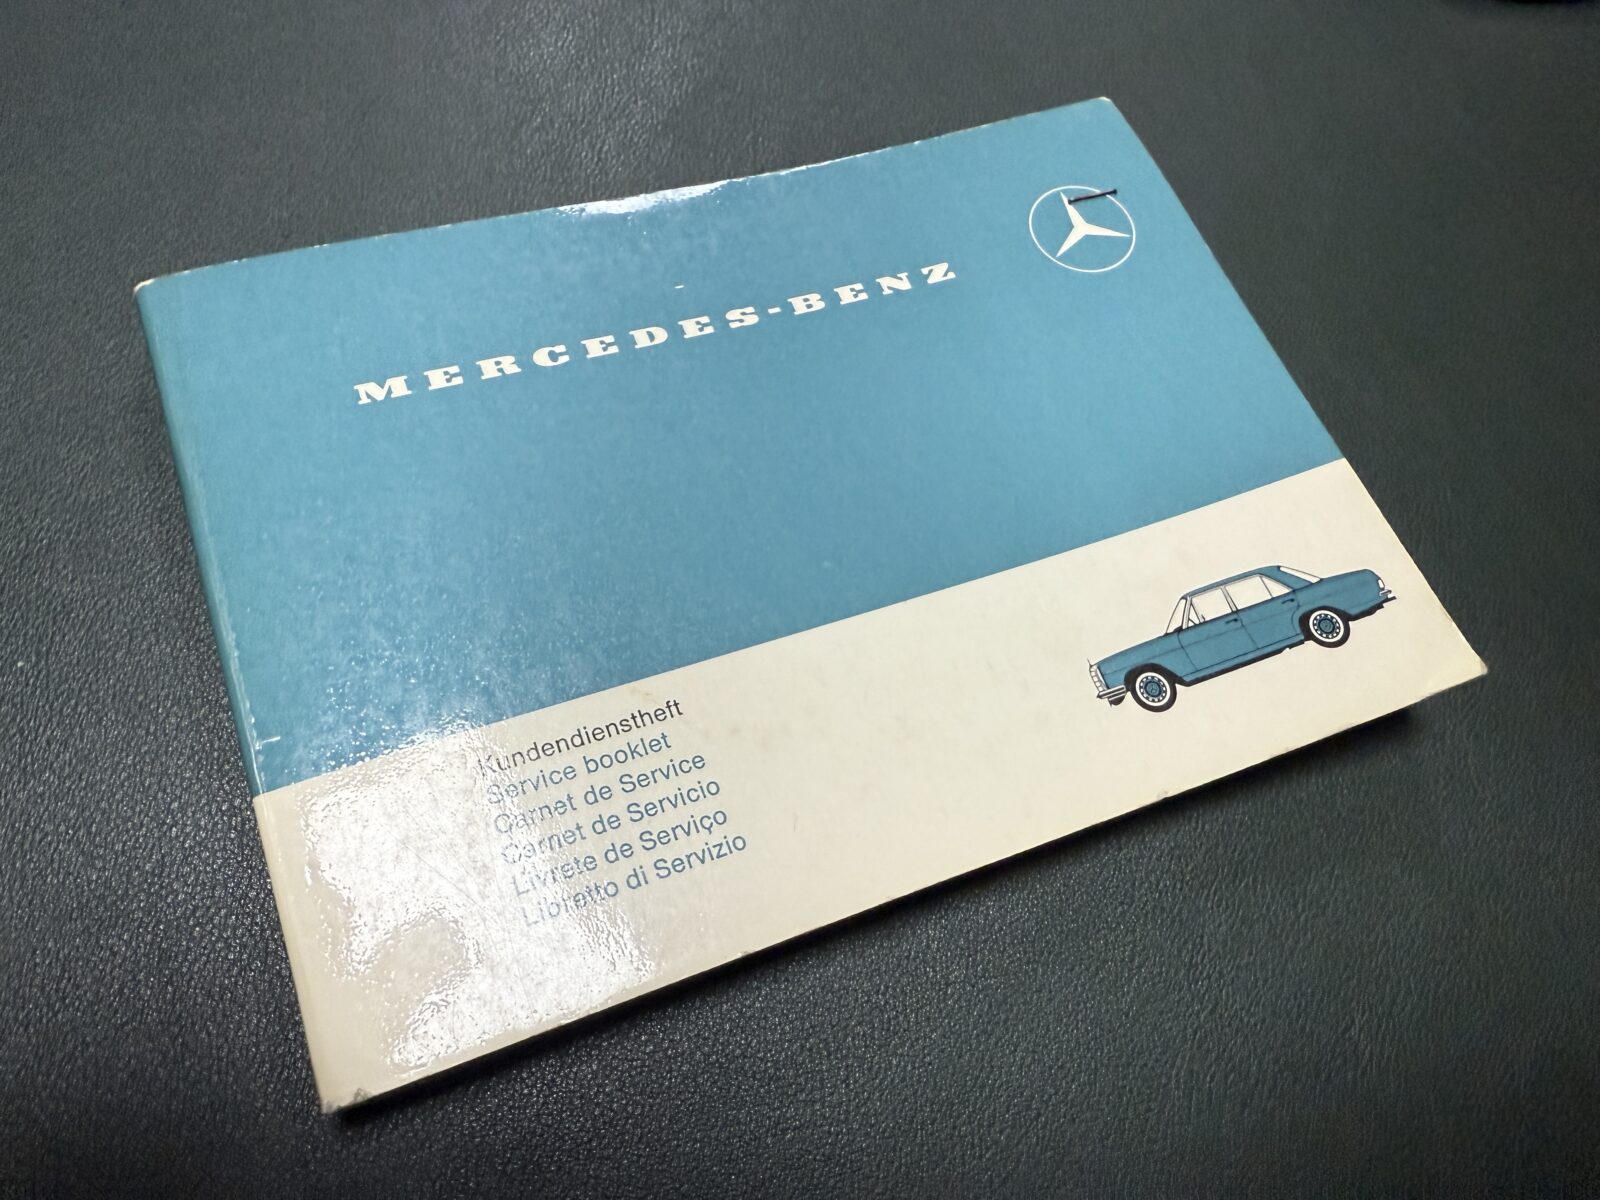 MERCEDES-BENZ
Kundendienstheft
Service booklet
Carnet de Service
Carnet de Servicio
Livrete de Serviço
Libretto di Servizio